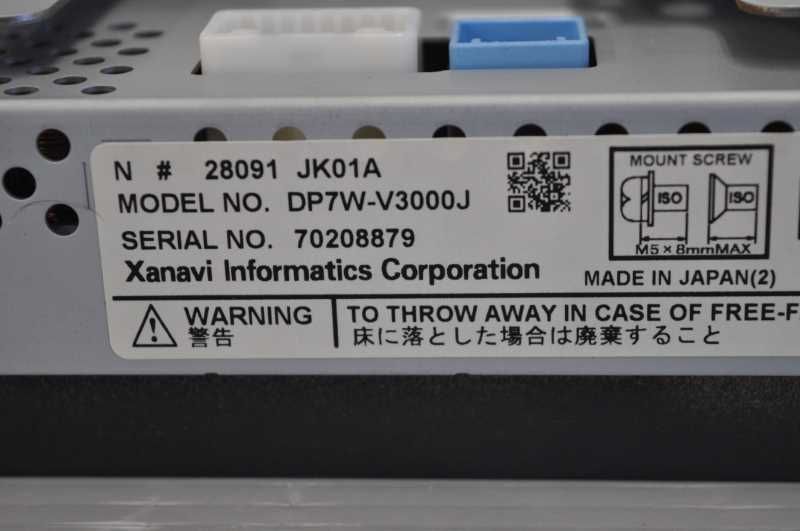 N # 28091 JK01A
MODEL NO. DP7W-V3000J
SERIAL NO. 70208879
Xanavi Informatics Corporation
MOUNT SCREW
ISO ISO
M5×8mmMAX
MADE IN JAPAN(2)
WARNING
警告
TO THROW AWAY IN CASE OF FREE-F
床に落とした場合は廃棄すること